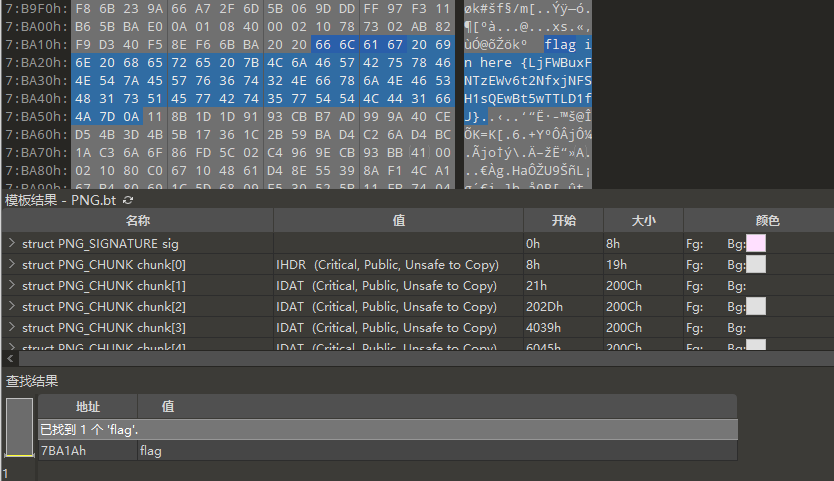 7:B9F0h: F8 6B 23 9A 66 A7 2F 6D 5B 06 9D DD FF 97 F3 11 øk#šf§/m[..Ýÿ—ó.
7:BA00h: B6 5B BA E0 0A 01 08 40 00 02 10 78 73 02 AB 82 ¶[ºà...@...xs.«‚
7:BA10h: F9 D3 40 F5 8E F6 6B BA 20 20 66 6C 61 67 20 69 ùÓ@õŽökº  flag i
7:BA20h: 6E 20 68 65 72 65 20 7B 4C 6A 46 57 42 75 78 46 n here {LjFWBuxF
7:BA30h: 4E 54 7A 45 57 76 36 74 32 4E 66 78 6A 4E 46 53 NTzEWv6t2NfxjNFS
7:BA40h: 48 31 73 51 45 77 42 74 35 77 54 54 4C 44 31 66 H1sQEwBt5wTTLD1f
7:BA50h: 4A 7D 0A 11 8B 1D 1D 91 93 CB B7 AD 99 9A 40 CE J}..‹..‘“Ë·-™š@Î
7:BA60h: D5 4B 3D 4B 5B 17 36 1C 2B 59 BA D4 C2 6A D4 BC ÕK=K[.6.+YºÔÂjÔ¼
7:BA70h: 1A C3 6A 6F 86 FD 5C 02 C4 96 9E CB 93 BB 41 00 .Ãjo†ý\.Ä–žË“»A.
7:BA80h: 02 10 80 C0 67 10 48 61 D4 8E 55 39 8A F1 4C A1 ..€Àg.HaÔŽU9ŠñL¡
模板结果 - PNG.bt
名称 值 开始 大小 颜色
struct PNG_SIGNATURE sig 0h 8h Fg: Bg:
struct PNG_CHUNK chunk[0] IHDR (Critical, Public, Unsafe to Copy) 8h 19h Fg: Bg:
struct PNG_CHUNK chunk[1] IDAT (Critical, Public, Unsafe to Copy) 21h 200Ch Fg: Bg:
struct PNG_CHUNK chunk[2] IDAT (Critical, Public, Unsafe to Copy) 202Dh 200Ch Fg: Bg:
struct PNG_CHUNK chunk[3] IDAT (Critical, Public, Unsafe to Copy) 4039h 200Ch Fg: Bg:
struct PNG_CHUNK chunk[4] IDAT (Critical, Public, Unsafe to Copy) 6045h 200Ch Fg: Bg:
查找结果
地址 值
已找到 1 个 'flag'.
7BA1Ah flag
1